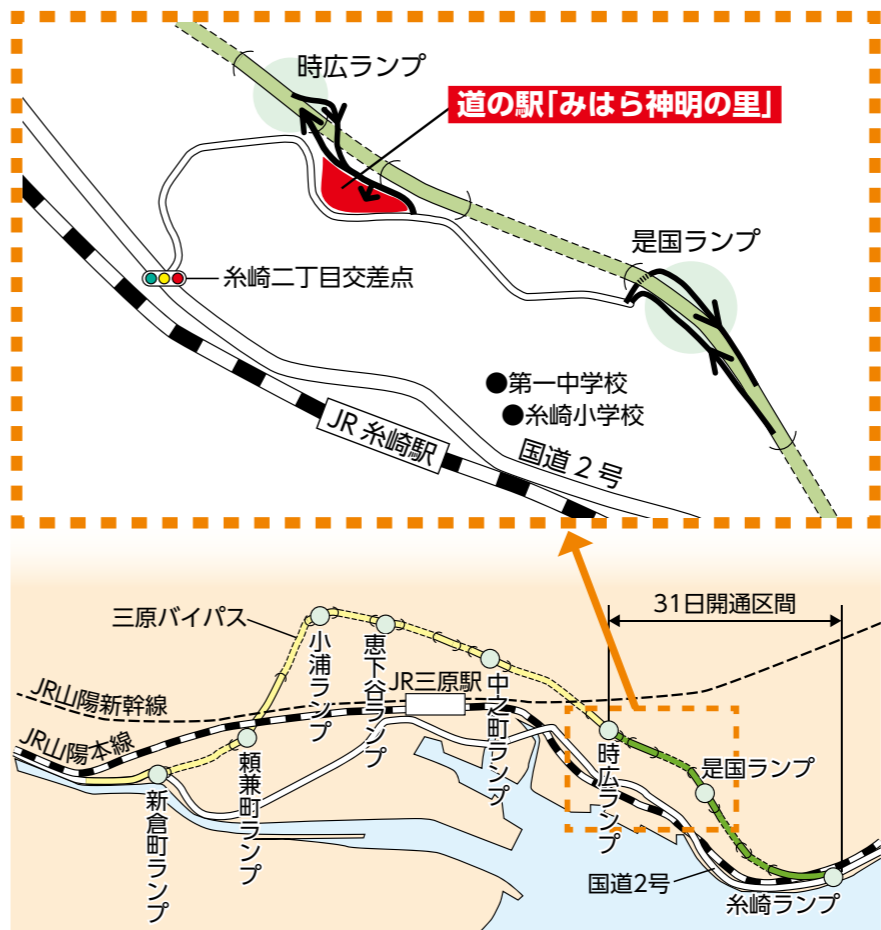 時広ランプ
道の駅「みはら神明の里」
是国ランプ
糸崎二丁目交差点
●第一中学校
●糸崎小学校
JR 糸崎駅
国道 2 号
31日開通区間
三原バイパス
小浦ランプ
恵下谷ランプ
JR三原駅
中之町ランプ
JR山陽新幹線
JR山陽本線
頼兼町ランプ
新倉町ランプ
時広ランプ
是国ランプ
国道2号
糸崎ランプ